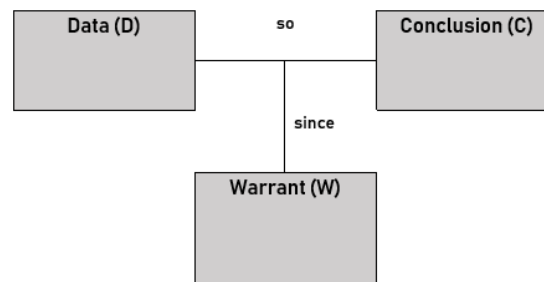 Data (D)
so
Conclusion (C)
since
Warrant (W)